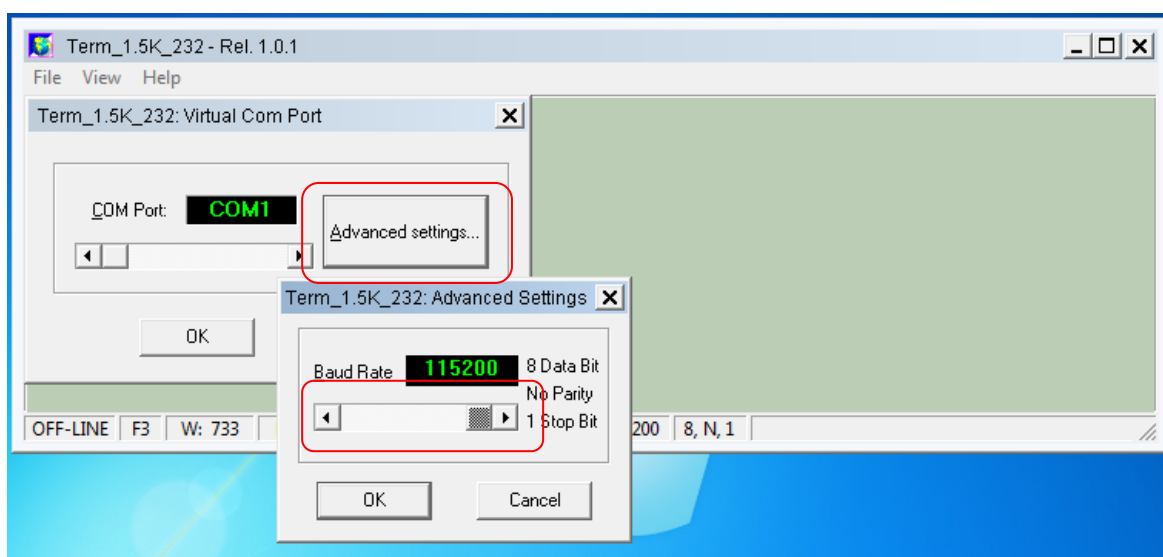 Term_1.5K_232 - Rel. 1.0.1
File View Help
Term_1.5K_232: Virtual Com Port
COM Port: COM1
Advanced settings...
OK
Term_1.5K_232: Advanced Settings
Baud Rate 115200
8 Data Bit
No Parity
1 Stop Bit
OK Cancel
OFF-LINE F3 W: 733 200 8, N, 1